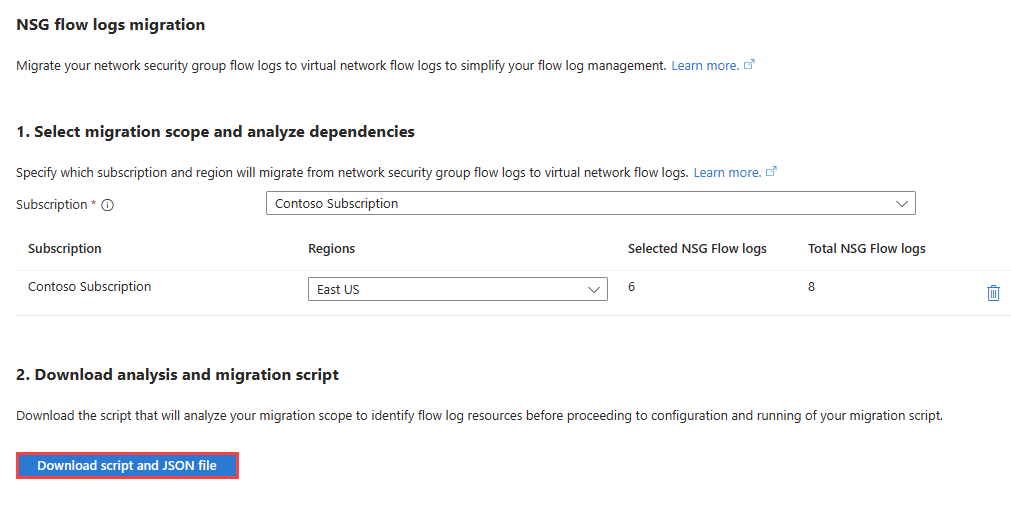 NSG flow logs migration
Migrate your network security group flow logs to virtual network flow logs to simplify your flow log management. Learn more.
1. Select migration scope and analyze dependencies
Specify which subscription and region will migrate from network security group flow logs to virtual network flow logs. Learn more.
Subscription * Contoso Subscription
Subscription Regions Selected NSG Flow logs Total NSG Flow logs
Contoso Subscription East US 6 8
2. Download analysis and migration script
Download the script that will analyze your migration scope to identify flow log resources before proceeding to configuration and running of your migration script.
Download script and JSON file